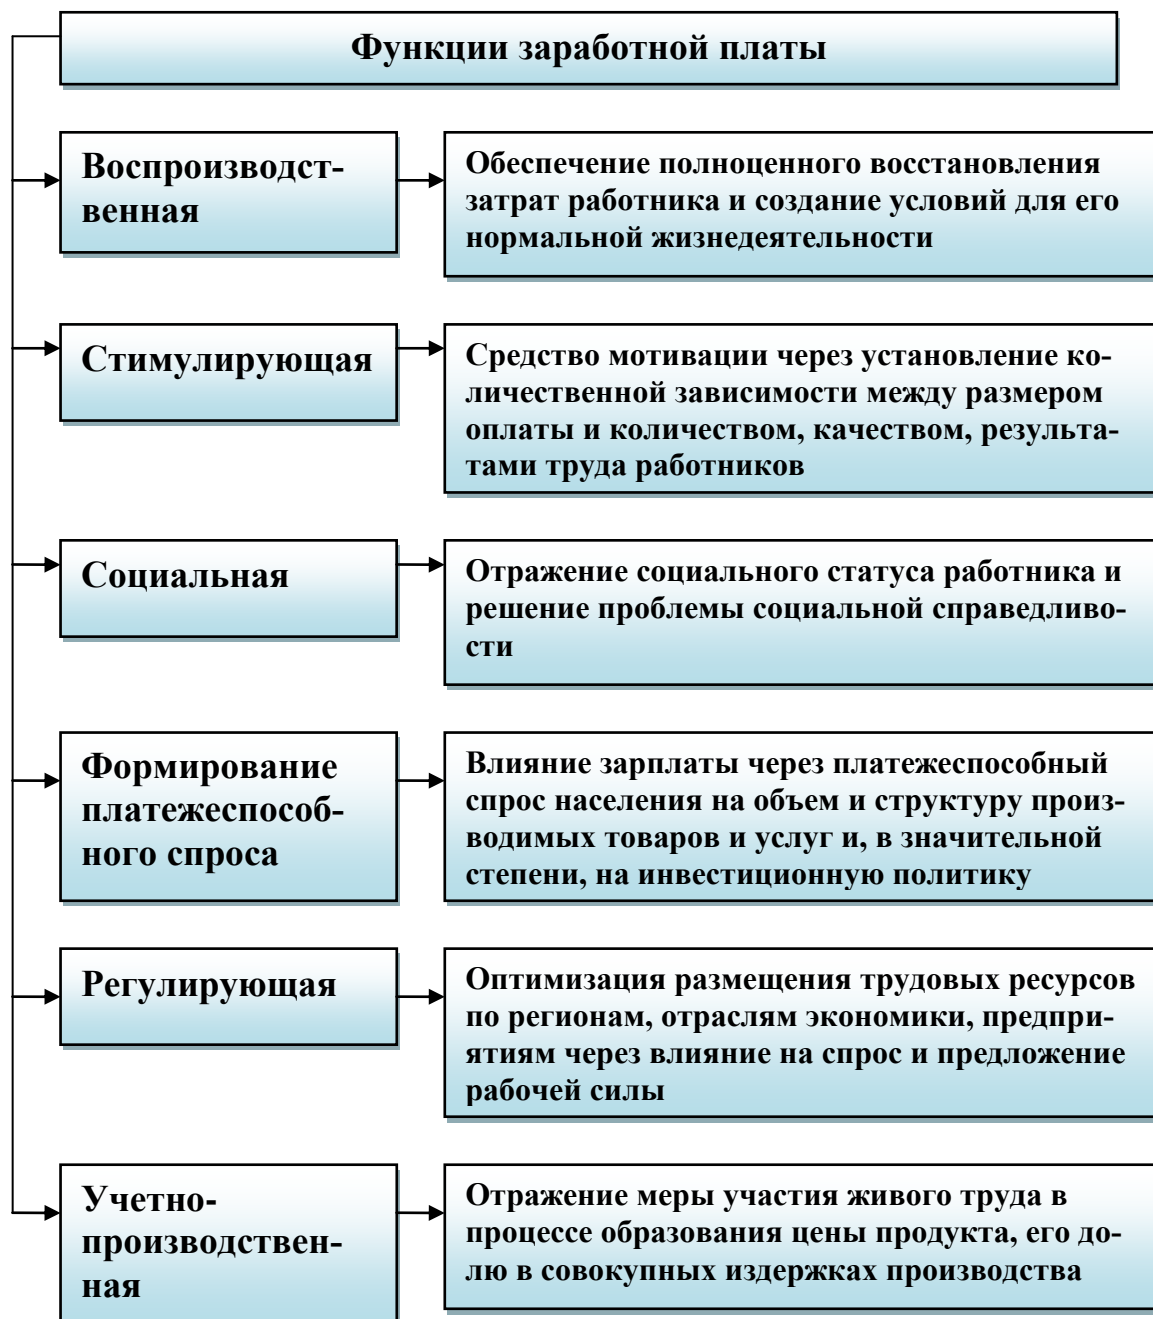 Функции заработной платы
Воспроизводст-
венная
Обеспечение полноценного восстановления
затрат работника и создание условий для его
нормальной жизнедеятельности
Стимулирующая
Средство мотивации через установление ко-
личественной зависимости между размером
оплаты и количеством, качеством, результа-
тами труда работников
Социальная
Отражение социального статуса работника и
решение проблемы социальной справедливо-
сти
Формирование
платежеспособ-
ного спроса
Влияние зарплаты через платежеспособный
спрос населения на объем и структуру произ-
водимых товаров и услуг и, в значительной
степени, на инвестиционную политику
Регулирующая
Оптимизация размещения трудовых ресурсов
по регионам, отраслям экономики, предпри-
ятиям через влияние на спрос и предложение
рабочей силы
Учетно-
производствен-
ная
Отражение меры участия живого труда в
процессе образования цены продукта, его до-
лю в совокупных издержках производства